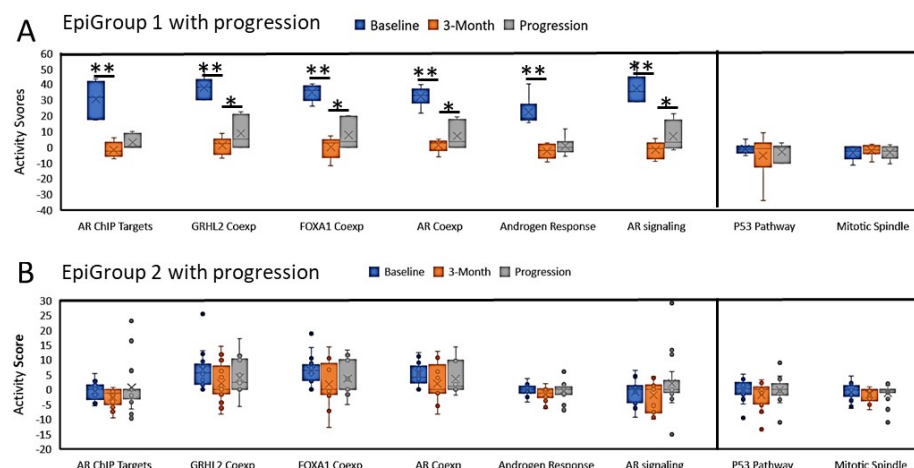 A EpiGroup 1 with progression
Baseline 3-Month Progression
Activity Svores
60
50
40
30
20
10
0
-10
-20
-30
-40
** ** * ** * ** * ** ** *
AR ChIP Targets GRHL2 Coexp FOXA1 Coexp AR Coexp Androgen Response AR signaling P53 Pathway Mitotic Spindle
B EpiGroup 2 with progression
Baseline 3-Month Progression
Activity Score
30
25
20
15
10
5
0
-5
-10
-15
-20
AR ChIP Targets GRHL2 Coexp FOXA1 Coexp AR Coexp Androgen Response AR signaling P53 Pathway Mitotic Spindle